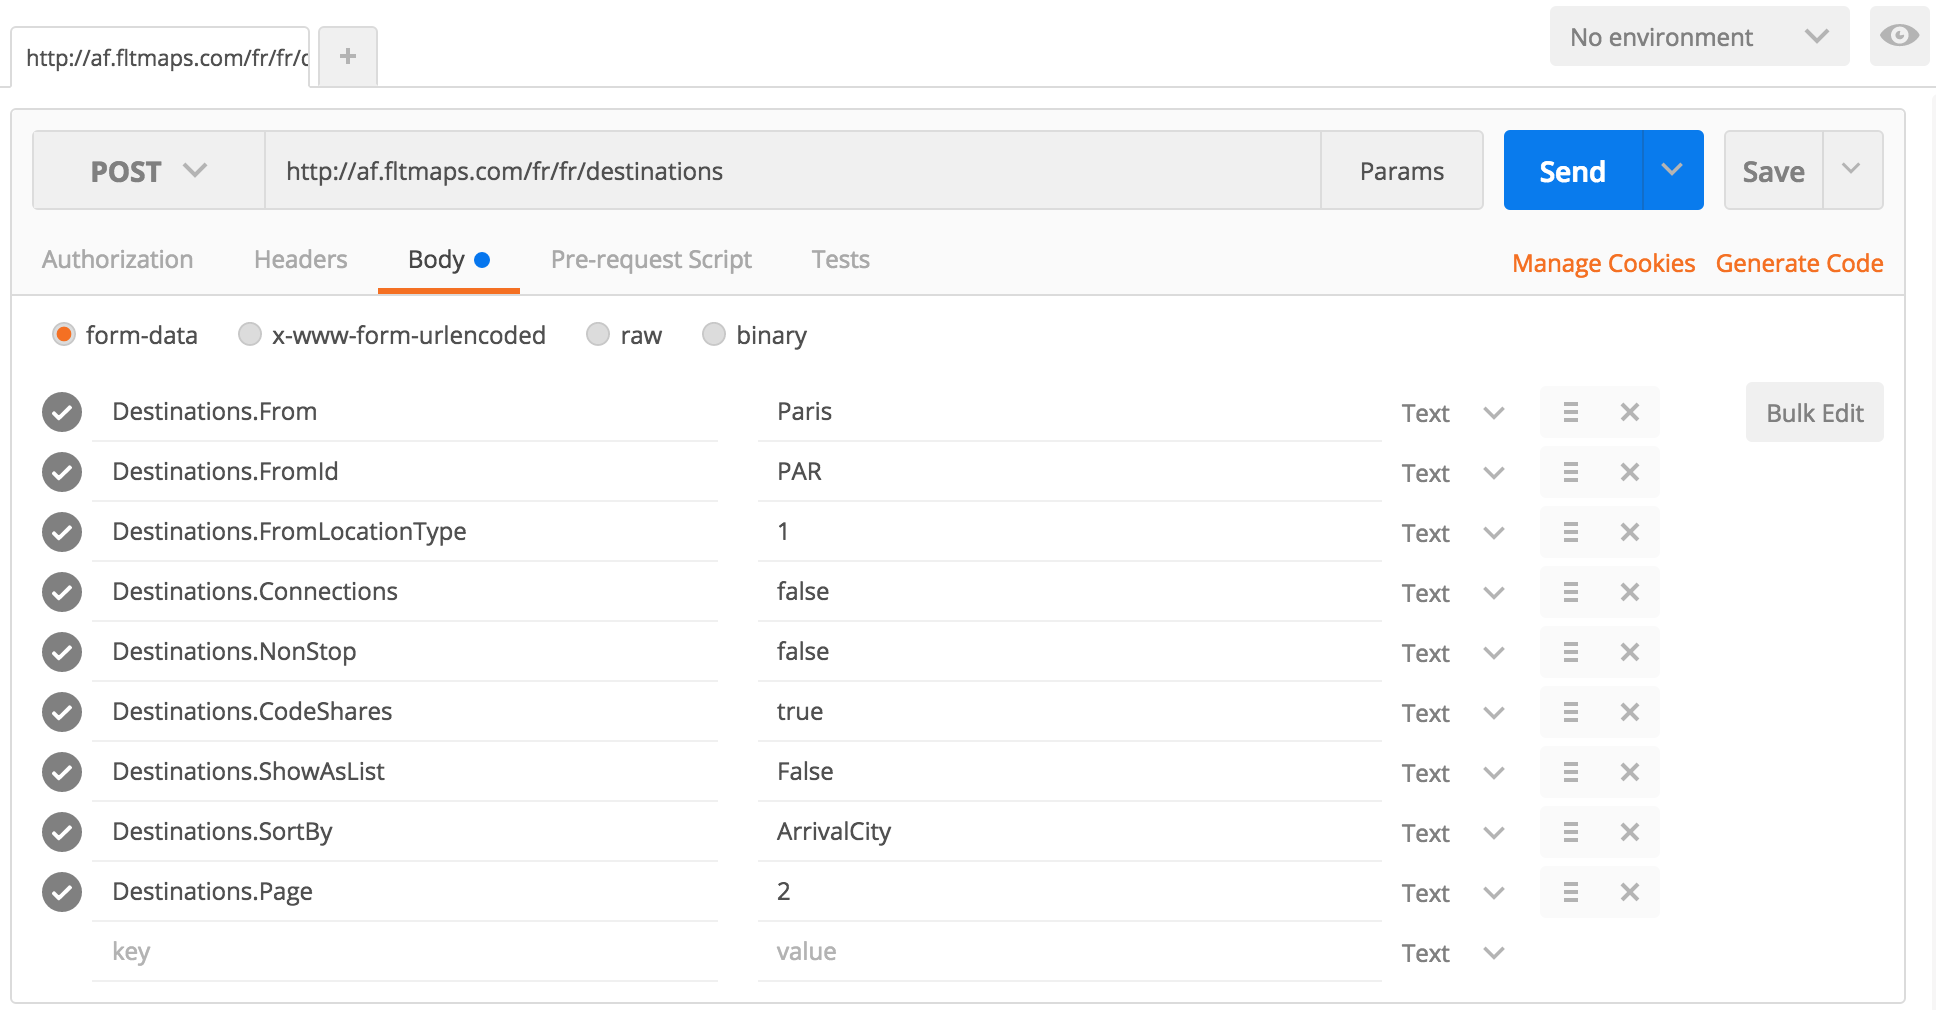 http://af.fltmaps.com/fr/fr/d
+
No environment
POST
http://af.fltmaps.com/fr/fr/destinations
Params
Send
Save
Authorization
Headers
Body
Pre-request Script
Tests
Manage Cookies
Generate Code
form-data
x-www-form-urlencoded
raw
binary
Destinations.From Paris Text
Bulk Edit
Destinations.FromId PAR Text
Destinations.FromLocationType 1 Text
Destinations.Connections false Text
Destinations.NonStop false Text
Destinations.CodeShares true Text
Destinations.ShowAsList False Text
Destinations.SortBy ArrivalCity Text
Destinations.Page 2 Text
key value Text